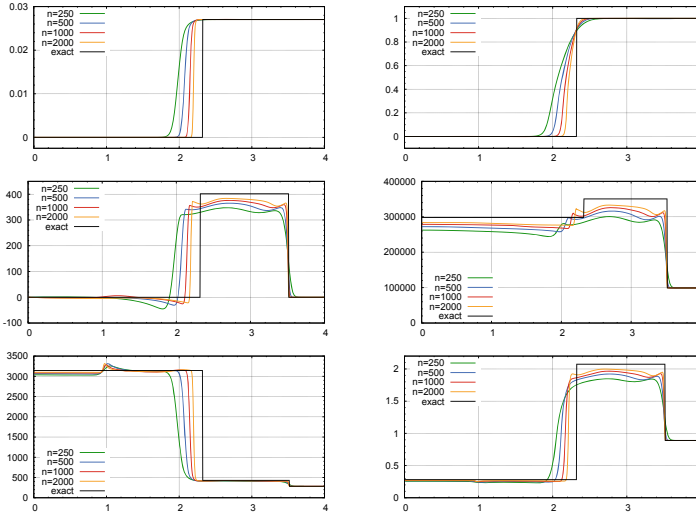 0.03
n=250
n=500
n=1000
n=2000
exact
0.02
0.01
0
0 1 2 3 4
1
n=250
n=500
n=1000
n=2000
exact
0.8
0.6
0.4
0.2
0
0 1 2 3 4
400
n=250
n=500
n=1000
n=2000
exact
300
200
100
0
-100
0 1 2 3 4
400000
300000
200000
100000
0
n=250
n=500
n=1000
n=2000
exact
0 1 2 3 4
3500
3000
2500
2000
1500
1000
500
0
n=250
n=500
n=1000
n=2000
exact
0 1 2 3 4
2
n=250
n=500
n=1000
n=2000
exact
1.5
1
0.5
0
0 1 2 3 4